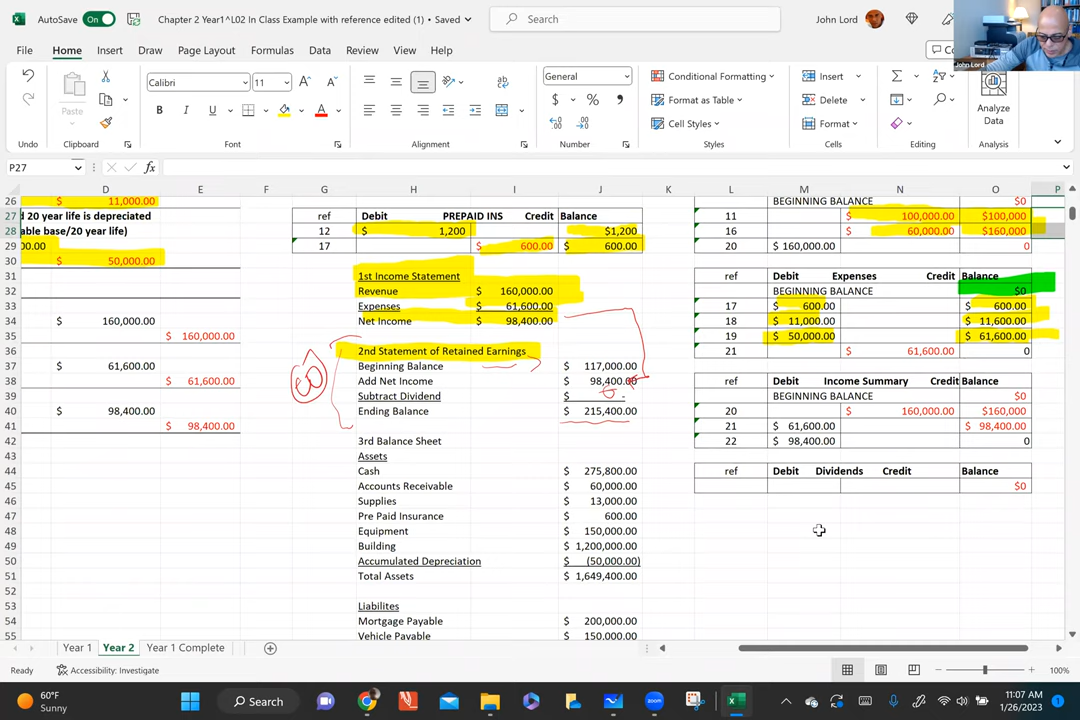 AutoSave On Chapter 2 Year1^L02 In Class Example with reference edited (1) • Saved Search John Lord
File Home Insert Draw Page Layout Formulas Data Review View Help
John Lord
Paste Calibri 11 General Conditional Formatting Format as Table Cell Styles Insert Delete Format Analyze Data
Undo Clipboard Font Alignment Number Styles Cells Editing Analysis
P27 fx
D E F G H I J K L M N O P
26 $ 11,000.00 BEGINNING BALANCE $0
27 d 20 year life is depreciated ref Debit PREPAID INS Credit Balance 11 $ 100,000.00 $100,000
28 able base/20 year life) 12 $ 1,200 $1,200 16 $ 60,000.00 $160,000
29 00.00 17 $ 600.00 $ 600.00 20 $ 160,000.00 0
30 $ 50,000.00
31 1st Income Statement ref Debit Expenses Credit Balance
32 Revenue $ 160,000.00 BEGINNING BALANCE $0
33 Expenses $ 61,600.00 17 $ 600.00 $ 600.00
34 $ 160,000.00 Net Income $ 98,400.00 18 $ 11,000.00 $ 11,600.00
35 $ 160,000.00 19 $ 50,000.00 $ 61,600.00
36 2nd Statement of Retained Earnings 21 $ 61,600.00 0
37 $ 61,600.00 Beginning Balance $ 117,000.00
38 $ 61,600.00 Add Net Income $ 98,400.00 ref Debit Income Summary Credit Balance
39 Subtract Dividend $ BEGINNING BALANCE $0
40 $ 98,400.00 Ending Balance $ 215,400.00 20 $ 160,000.00 $160,000
41 $ 98,400.00 21 $ 61,600.00 $ 98,400.00
42 3rd Balance Sheet 22 $ 98,400.00 0
43 Assets
44 Cash $ 275,800.00 ref Debit Dividends Credit Balance
45 Accounts Receivable $ 60,000.00 $0
46 Supplies $ 13,000.00
47 Pre Paid Insurance $ 600.00
48 Equipment $ 150,000.00
49 Building $ 1,200,000.00
50 Accumulated Depreciation $ (50,000.00)
51 Total Assets $ 1,649,400.00
52
53 Liabilites
54 Mortgage Payable $ 200,000.00
55 Vehicle Payable $ 150,000.00
Year 1 Year 2 Year 1 Complete
Ready Accessibility: Investigate 100%
60°F Search 11:07 AM
Sunny 1/26/2023